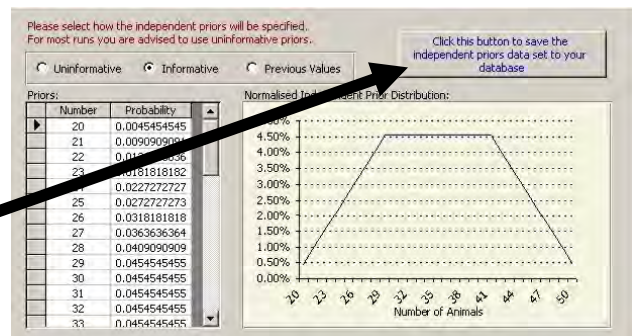 Please select how the independent priors will be specified.
For most runs you are advised to use uninformative priors.
Click this button to save the
independent priors data set to your
database
Uninformative
Informative
Previous Values
Priors:
Normalised Independent Prior Distribution:
Number Probability
20 0.0045454545
21
22
23
0.0227272727
25 0.0272727273
26 0.0318181818
27 0.0363636364
28 0.0409090909
29 0.0454545455
30 0.0454545455
31 0.0454545455
32 0.0454545455
33 0.0454545455
4.50%
4.00%
3.50%
3.00%
2.50%
2.00%
1.50%
1.00%
0.50%
0.00%
20 23 26 29 32 35 38 41 44 47 50
Number of Animals